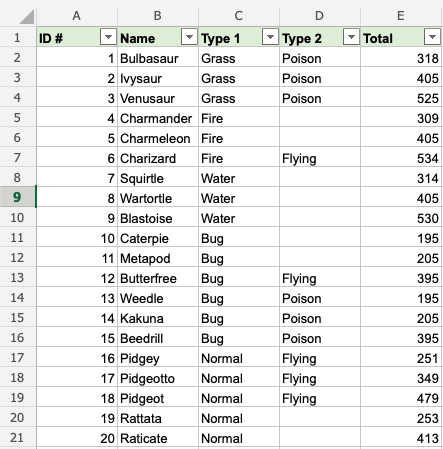 A B C D E
1 ID # Name Type 1 Type 2 Total
2 1 Bulbasaur Grass Poison 318
3 2 Ivysaur Grass Poison 405
4 3 Venusaur Grass Poison 525
5 4 Charmander Fire 309
6 5 Charmeleon Fire 405
7 6 Charizard Fire Flying 534
8 7 Squirtle Water 314
9 8 Wartortle Water 405
10 9 Blastoise Water 530
11 10 Caterpie Bug 195
12 11 Metapod Bug 205
13 12 Butterfree Bug Flying 395
14 13 Weedle Bug Poison 195
15 14 Kakuna Bug Poison 205
16 15 Beedrill Bug Poison 395
17 16 Pidgey Normal Flying 251
18 17 Pidgeotto Normal Flying 349
19 18 Pidgeot Normal Flying 479
20 19 Rattata Normal 253
21 20 Raticate Normal 413